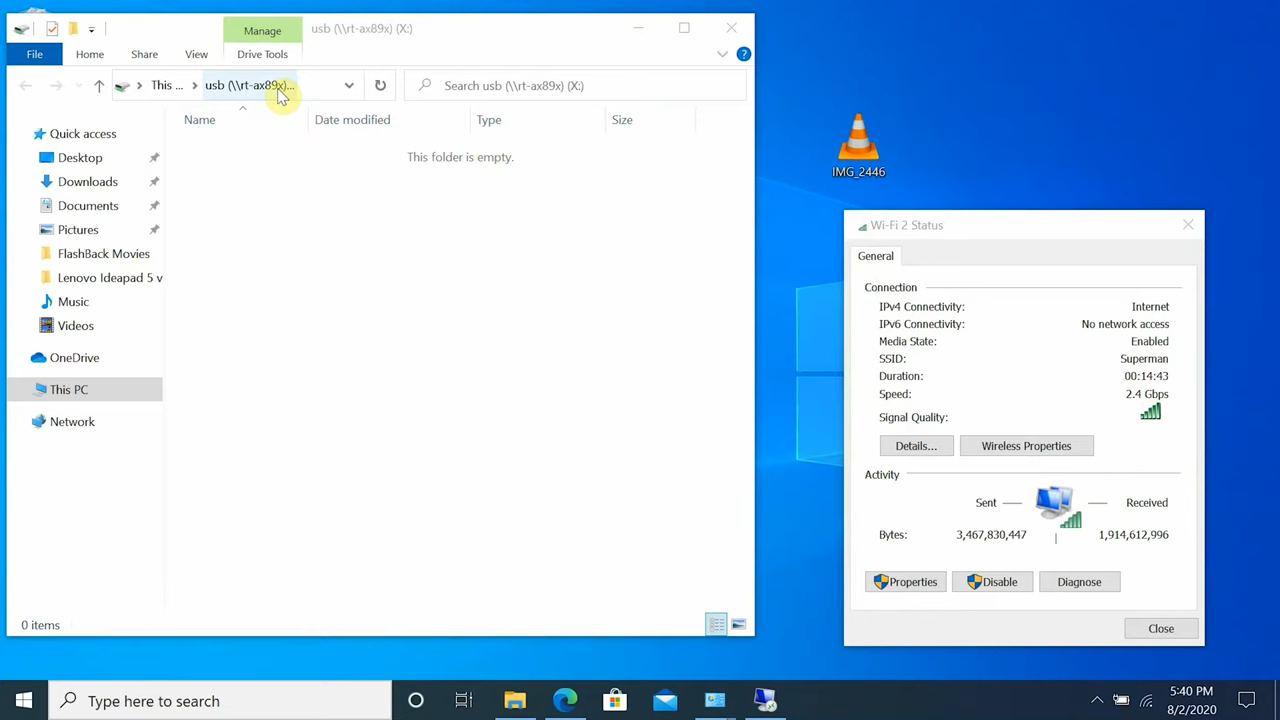 Manage
usb (\\rt-ax89x) (X:)
File
Home
Share
View
Drive Tools
This ...
usb (\\rt-ax89x)...
Search usb (\\rt-ax89x) (X:)
Name
Date modified
Type
Size
This folder is empty.
Quick access
Desktop
Downloads
Documents
Pictures
FlashBack Movies
Lenovo Ideapad 5 v
Music
Videos
OneDrive
This PC
Network
0 items
IMG_2446
Wi-Fi 2 Status
General
Connection
IPv4 Connectivity: Internet
IPv6 Connectivity: No network access
Media State: Enabled
SSID: Superman
Duration: 00:14:43
Speed: 2.4 Gbps
Signal Quality:
Details... Wireless Properties
Activity
Sent Received
Bytes: 3,467,830,447 1,914,612,996
Properties Disable Diagnose
Close
Type here to search
5:40 PM
8/2/2020